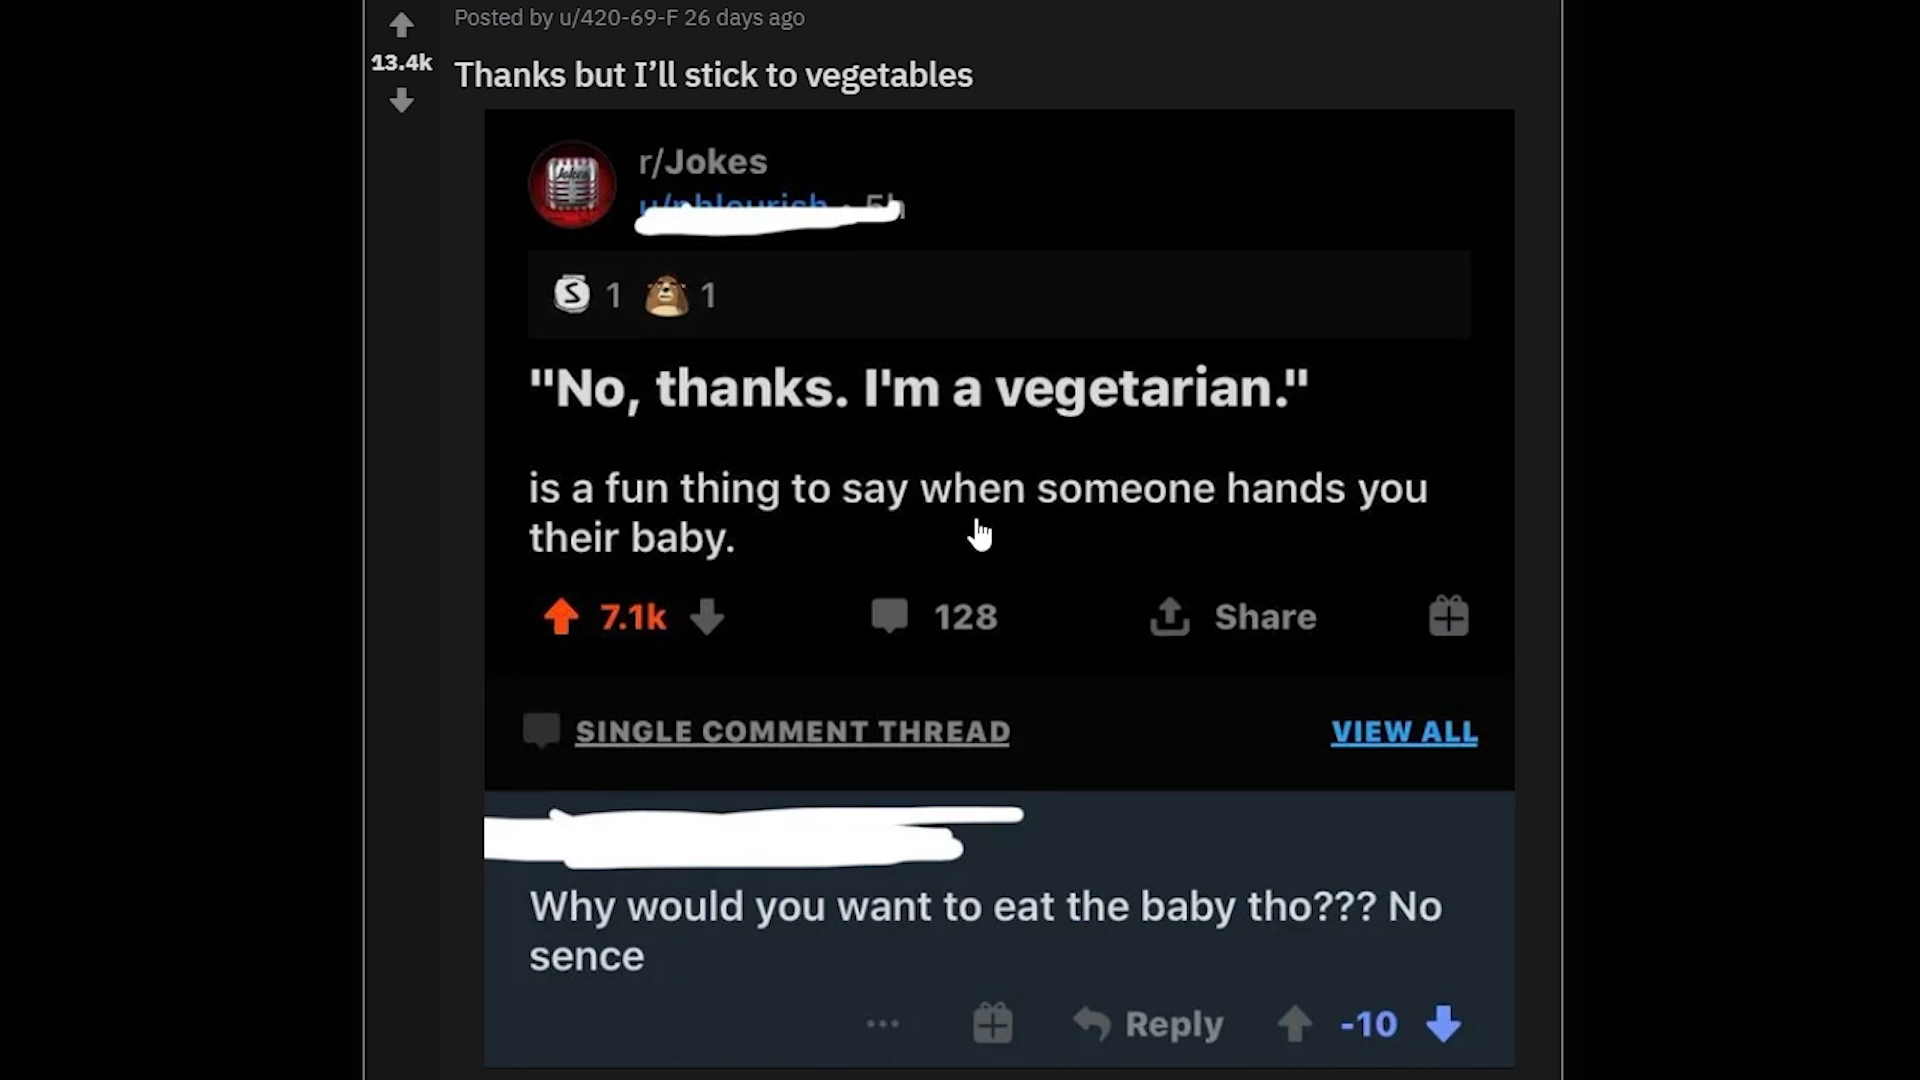 Posted by u/420-69-F 26 days ago
13.4k
Thanks but I’ll stick to vegetables
Jokes
r/Jokes
5h
1 1
"No, thanks. I'm a vegetarian."
is a fun thing to say when someone hands you
their baby.
7.1k 128 Share
SINGLE COMMENT THREAD VIEW ALL
Why would you want to eat the baby tho??? No
sence
... Reply -10